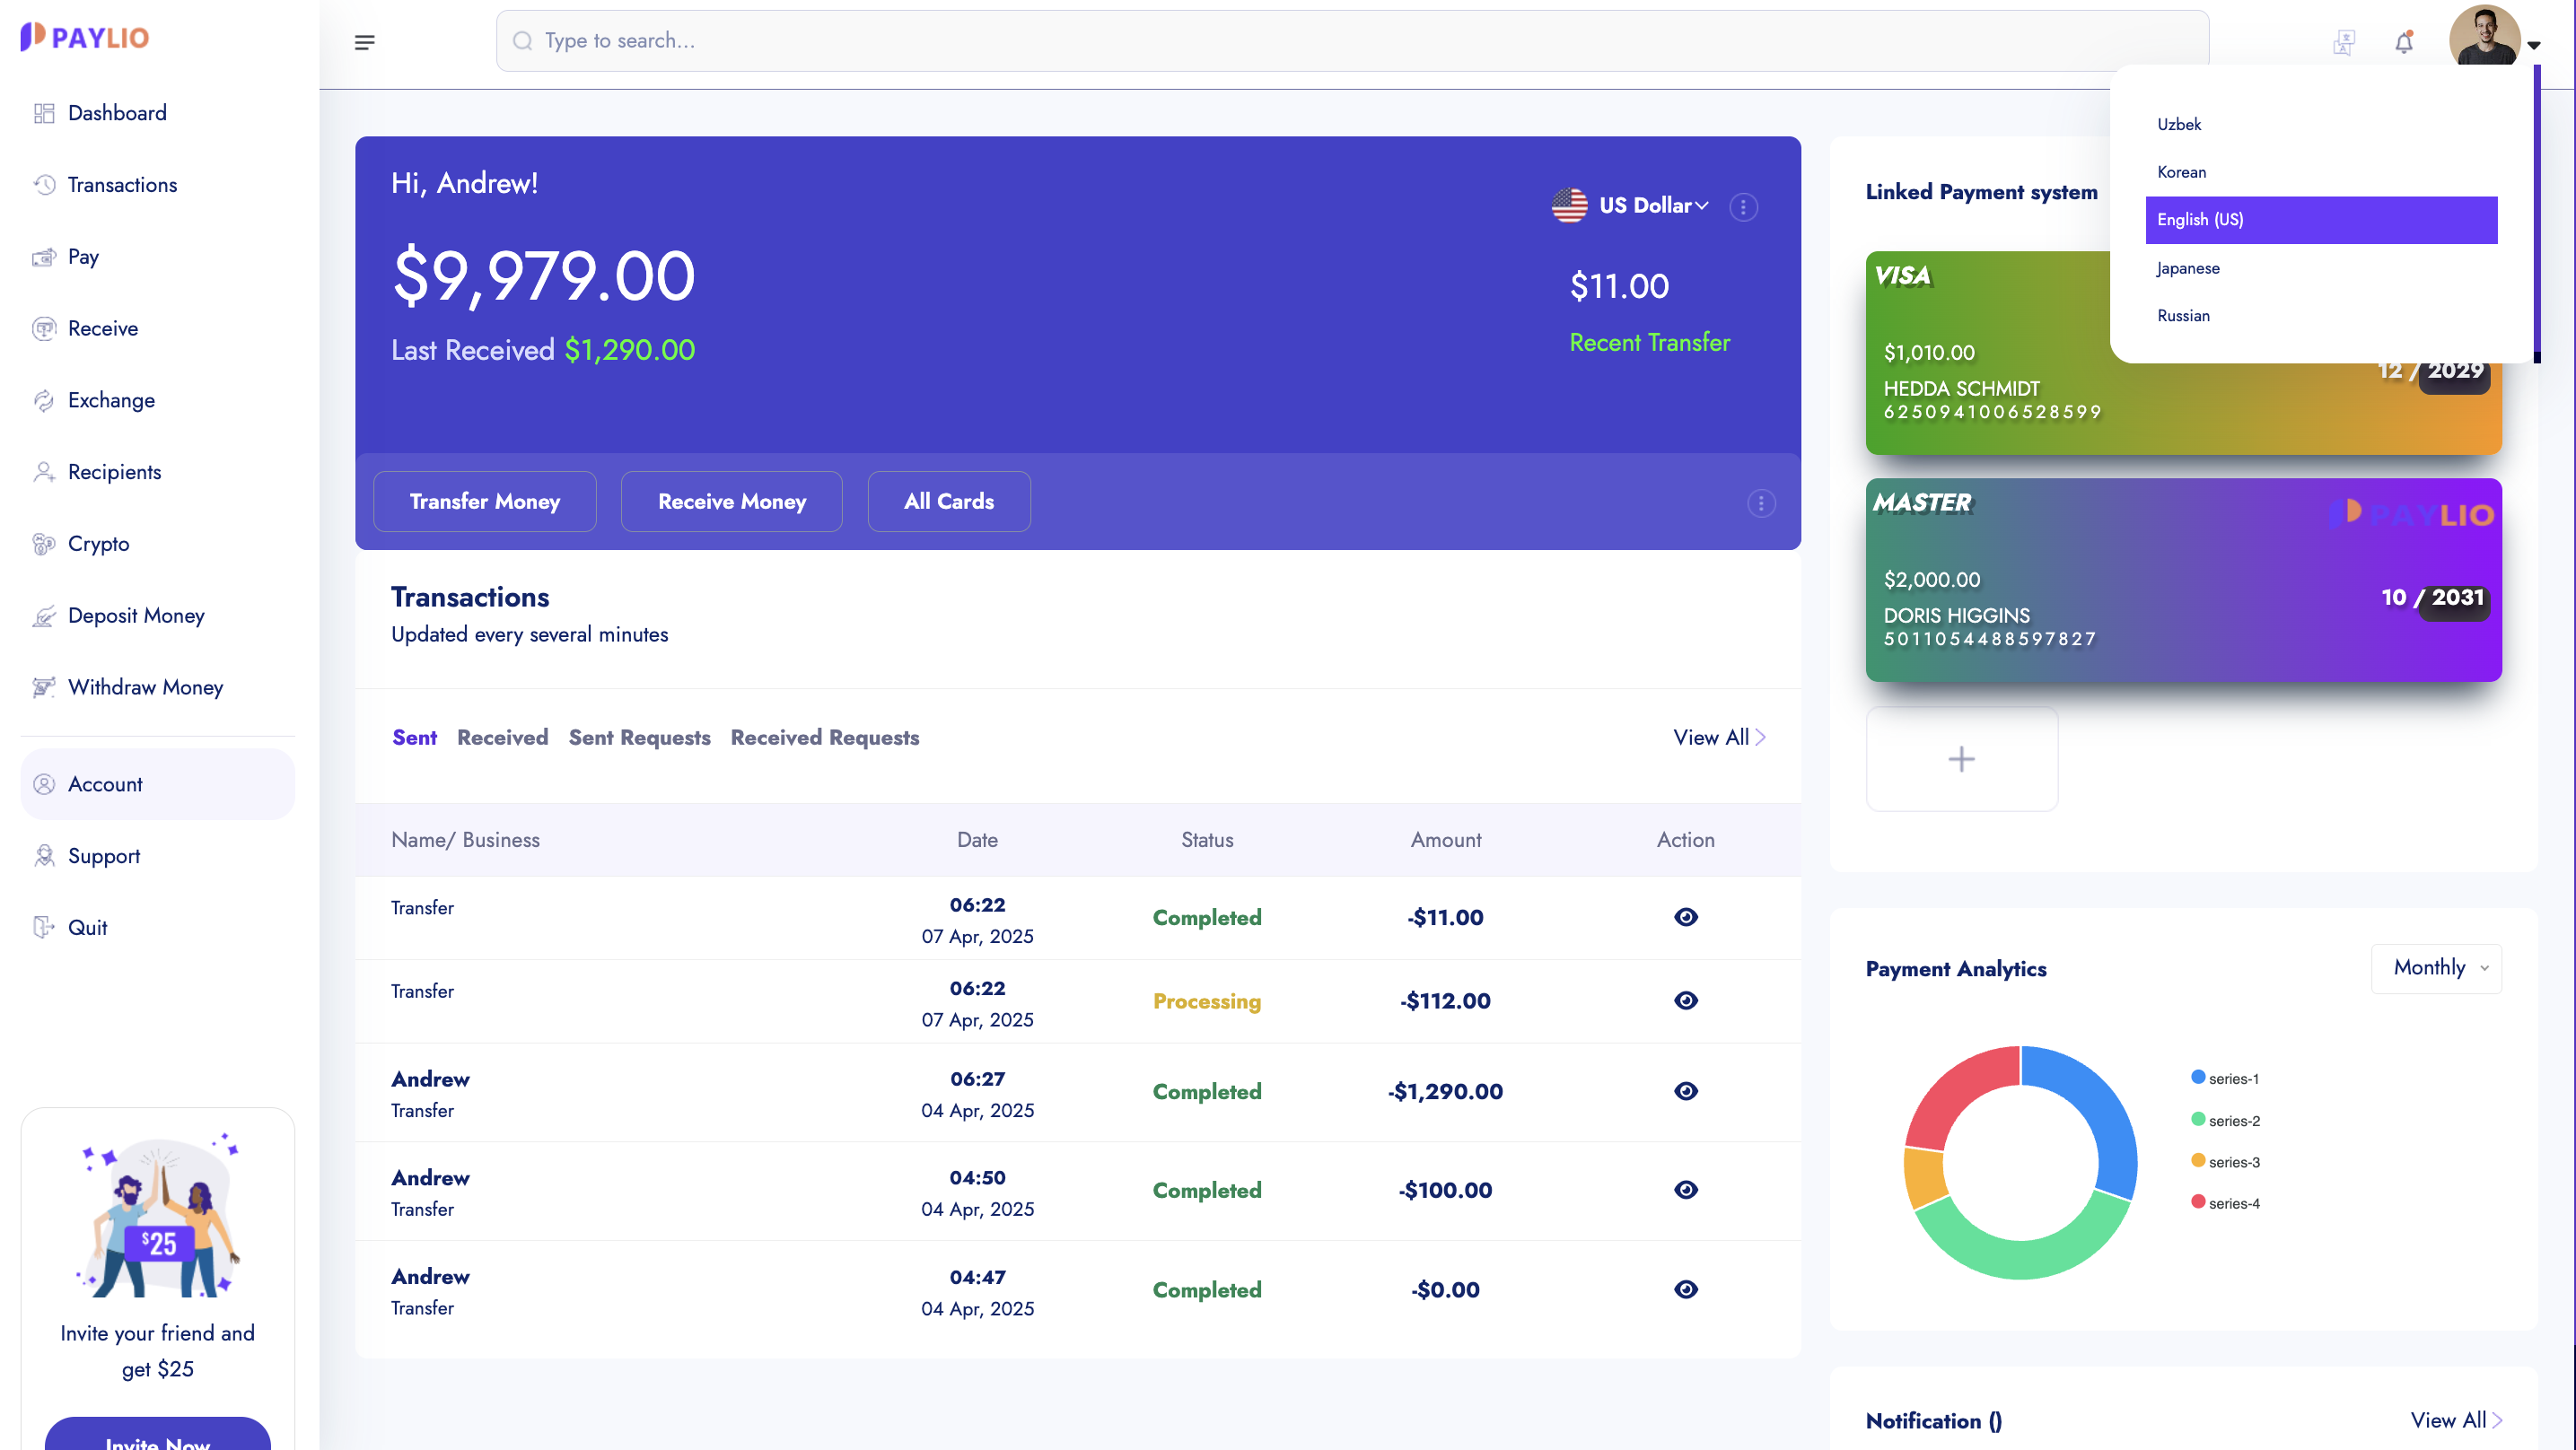 PAYLIO
Dashboard
Transactions
Pay
Receive
Exchange
Recipients
Crypto
Deposit Money
Withdraw Money
Account
Support
Quit
$25
Invite your friend and
get $25
Invite Now
Type to search...
Hi, Andrew!
$9,979.00
Last Received $1,290.00
US Dollar
$11.00
Recent Transfer
Transfer Money
Receive Money
All Cards
Transactions
Updated every several minutes
Sent
Received
Sent Requests
Received Requests
View All
Name/ Business
Date
Status
Amount
Action
Transfer
06:22
07 Apr, 2025
Completed
-$11.00
Transfer
06:22
07 Apr, 2025
Processing
-$112.00
Andrew
Transfer
06:27
04 Apr, 2025
Completed
-$1,290.00
Andrew
Transfer
04:50
04 Apr, 2025
Completed
-$100.00
Andrew
Transfer
04:47
04 Apr, 2025
Completed
-$0.00
Uzbek
Korean
English (US)
Japanese
Russian
Linked Payment system
VISA
$1,010.00
12 / 2029
HEDDA SCHMIDT
6250941006528599
MASTER
PAYLIO
$2,000.00
10 / 2031
DORIS HIGGINS
5011054488597827
Payment Analytics
Monthly
series-1
series-2
series-3
series-4
Notification ()
View All